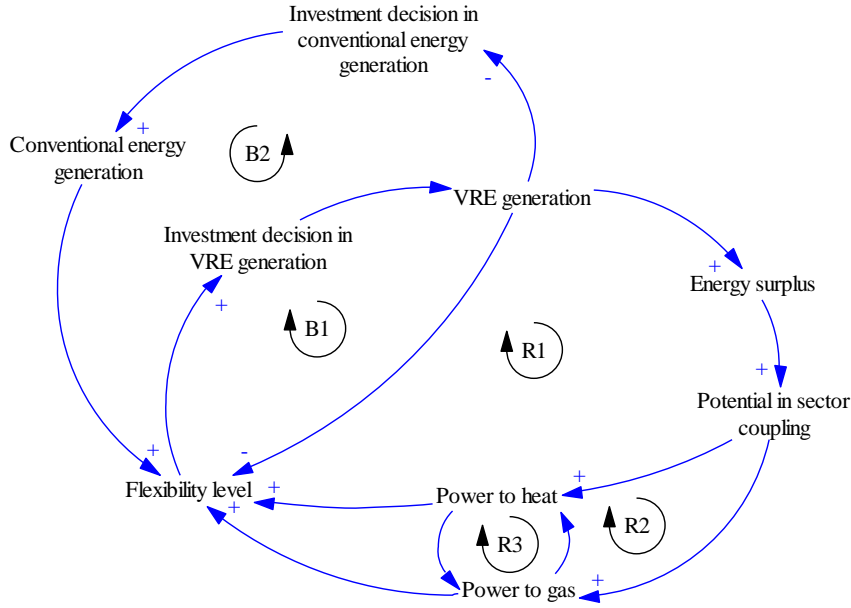 Investment decision in
conventional energy
generation
-
+
Conventional energy
generation
B2
VRE generation
Investment decision in
VRE generation
+
Energy surplus
+
B1
R1
+
Potential in sector
coupling
+
-
+
+
Flexibility level
+
Power to heat
R2
R3
+
Power to gas